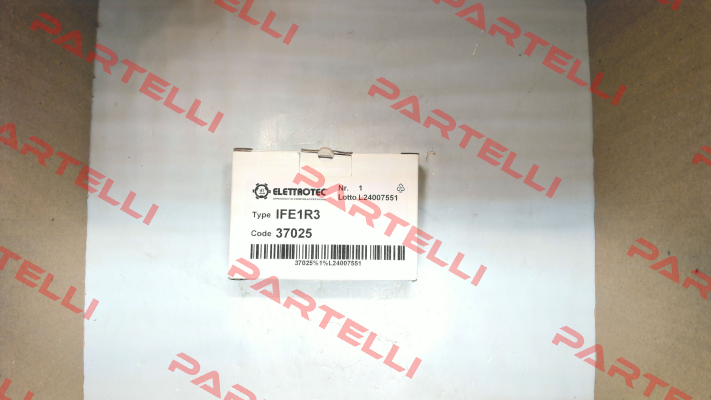 ELETTROTEC
Nr. 1
Lotto L24007551
Type IFE1R3
Code 37025
37025%1%L24007551
PARTELLI
PARTELLI
PARTELLI
PARTELLI
PARTELLI
PARTELLI
PARTELLI
PARTELLI
PARTELLI
PARTELLI